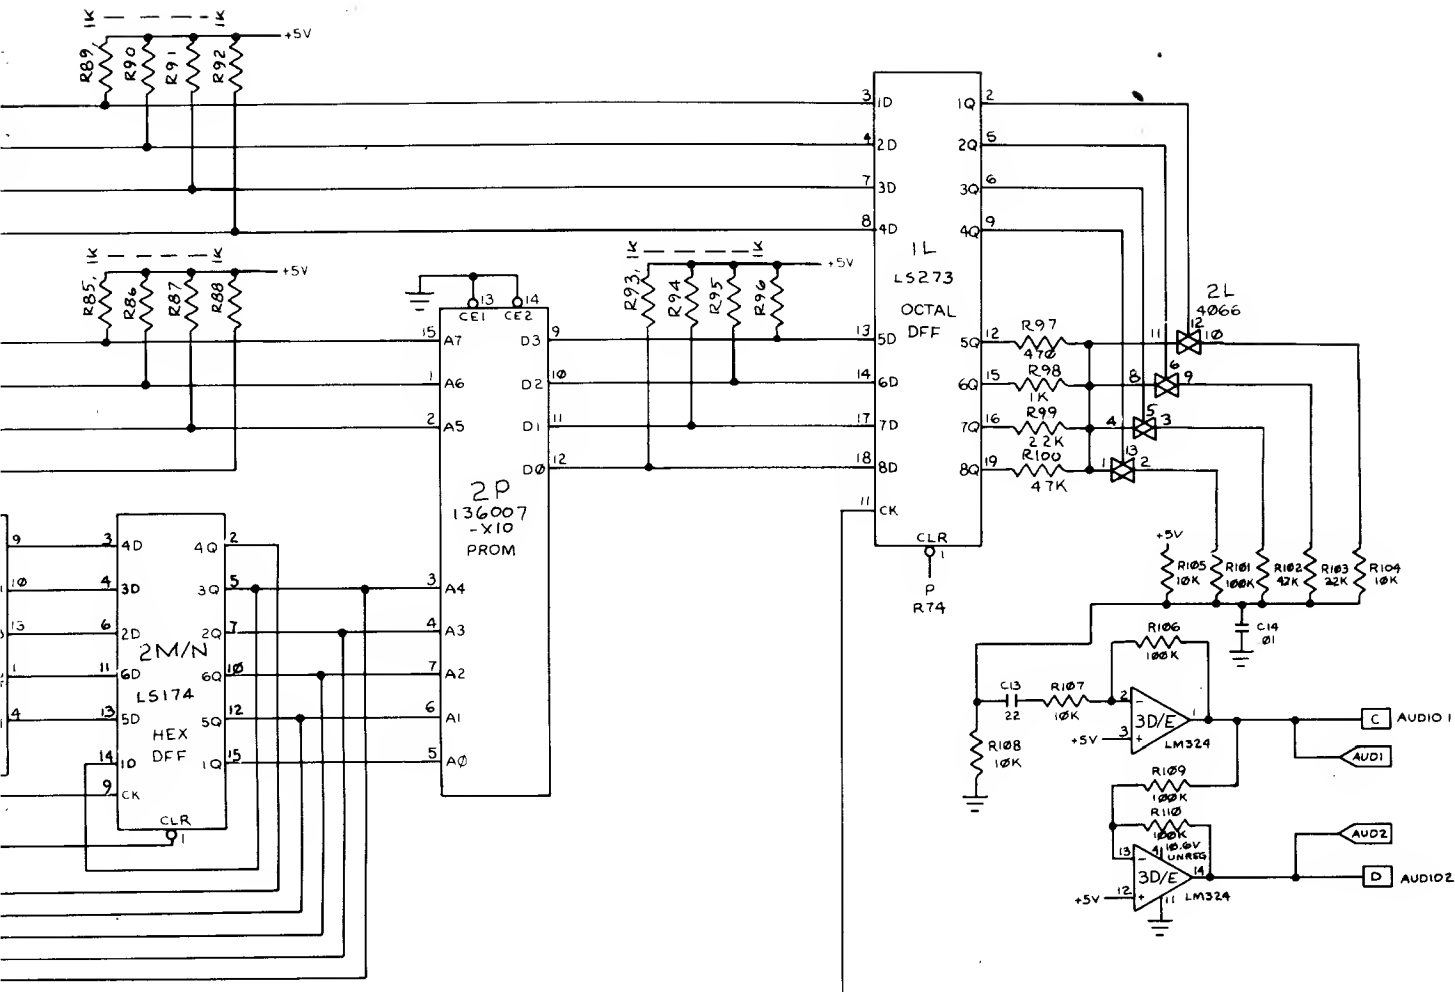 1K — — — 1K
+5V
R89, R90 R91 R92
3 1D 1Q 2
4 2D 2Q 5
7 3D 3Q 6
8 4D 4Q 9
1K — — — 1K
+5V
R85, R86 R87 R88
1K — — — 1K
+5V
R93, R94 R95 R96
1L
LS273
OCTAL
DFF
2L
4066
13 14
CE1 CE2
15 A7 D3 9
1 A6 D2 10
2 A5 D1 11
D0 12
13 5D 5Q 12
14 6D 6Q 15
17 7D 7Q 16
18 8D 8Q 19
11 CK
CLR
1
P
R74
R97
470
R98
1K
R99
22K
R100
47K
11 12 10
8 6 9
4 5 3
1 13 2
2P
136007
-X10
PROM
3 A4
4 A3
7 A2
6 A1
5 A0
9 3 4D 4Q 2
10 4 3D 3Q 5
13 6 2D 2Q 7
1 11 6D 6Q 10
4 13 5D 5Q 12
14 1D 1Q 15
9 CK
2M/N
LS174
HEX
DFF
CLR
1
+5V
R105
10K
R101
100K
R102
47K
R103
22K
R104
10K
C14
.01
R106
100K
C13
.22
R107
10K
2 −
3D/E 1
+5V 3 +
LM324
R108
10K
C AUDIO 1
AUD1
R109
100K
R110
100K
4 10.6V
UNREG
13 −
3D/E 14
+5V 12 +
11 LM324
AUD2
D AUDIO 2